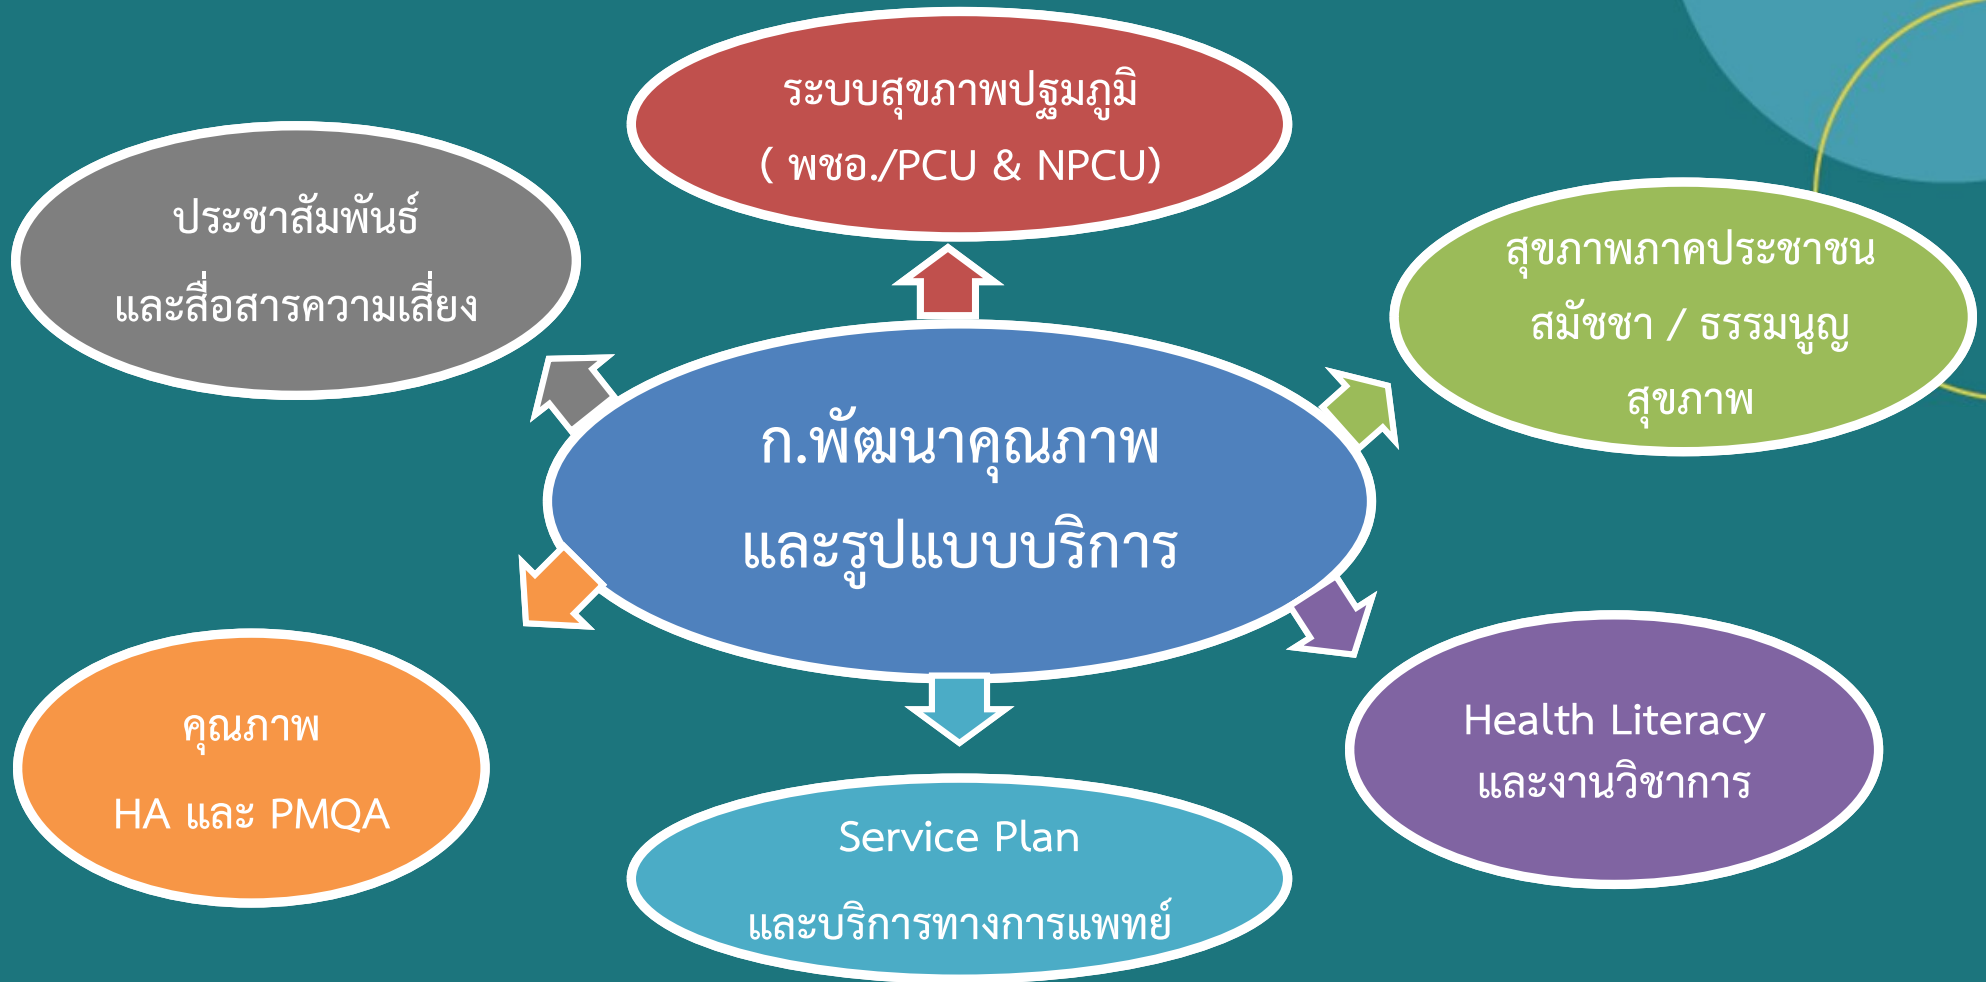 ระบบสุขภาพปฐมภูมิ
( พชอ./PCU & NPCU)
ประชาสัมพันธ์
และสื่อสารความเสี่ยง
สุขภาพภาคประชาชน
สมัชชา / ธรรมนูญ
สุขภาพ
ก.พัฒนาคุณภาพ
และรูปแบบบริการ
คุณภาพ
HA และ PMQA
Health Literacy
และงานวิชาการ
Service Plan
และบริการทางการแพทย์